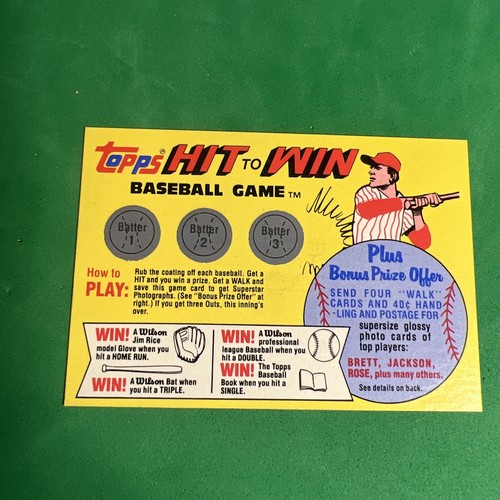 Topps® HIT TO WIN
BASEBALL GAME™
Batter 1
Batter 2
Batter 3
How to PLAY:
Rub the coating off each baseball. Get a
HIT and you win a prize. Get a WALK and
save this game card to get Superstar
Photographs. (See "Bonus Prize Offer" at
right.) If you get three Outs, this inning's
over.
Plus
Bonus Prize Offer
SEND FOUR "WALK"
CARDS AND 40¢ HAND
LING AND POSTAGE FOR
supersize glossy
photo cards of
top players:
BRETT, JACKSON,
ROSE, plus many others.
See details on back.
WIN! A Wilson
Jim Rice
model Glove when you
hit a HOME RUN.
WIN! A Wilson Bat when
you hit a TRIPLE.
WIN! A Wilson
professional
league Baseball when you
hit a DOUBLE.
WIN! The Topps
Baseball
Book when you hit a
SINGLE.